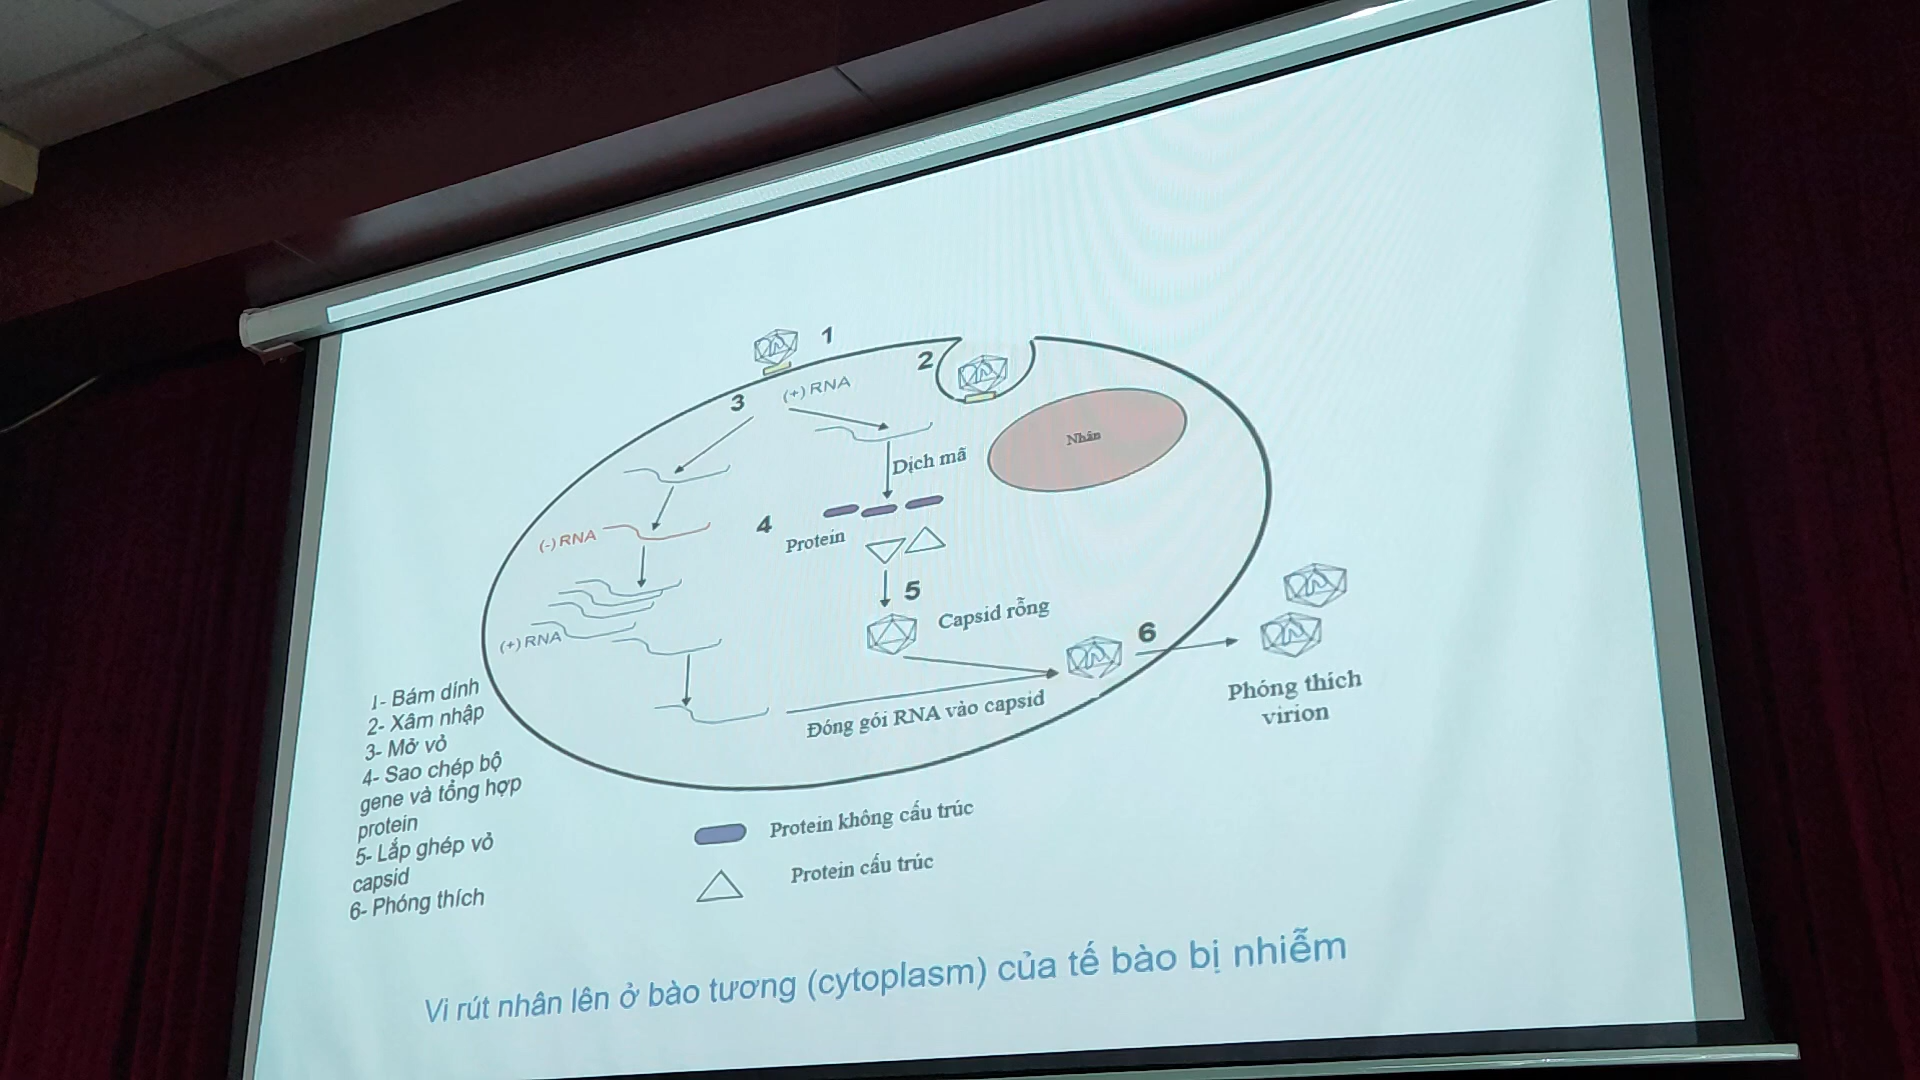 1
2
(+) RNA
3
Nhân
Dịch mã
4
Protein
(-) RNA
5
Capsid rỗng
(+) RNA
6
Đóng gói RNA vào capsid
Phóng thích
virion
1- Bám dính
2- Xâm nhập
3- Mở vỏ
4- Sao chép bộ
gene và tổng hợp
protein
5- Lắp ghép vỏ
capsid
6- Phóng thích
Protein không cấu trúc
Protein cấu trúc
Vi rút nhân lên ở bào tương (cytoplasm) của tế bào bị nhiễm